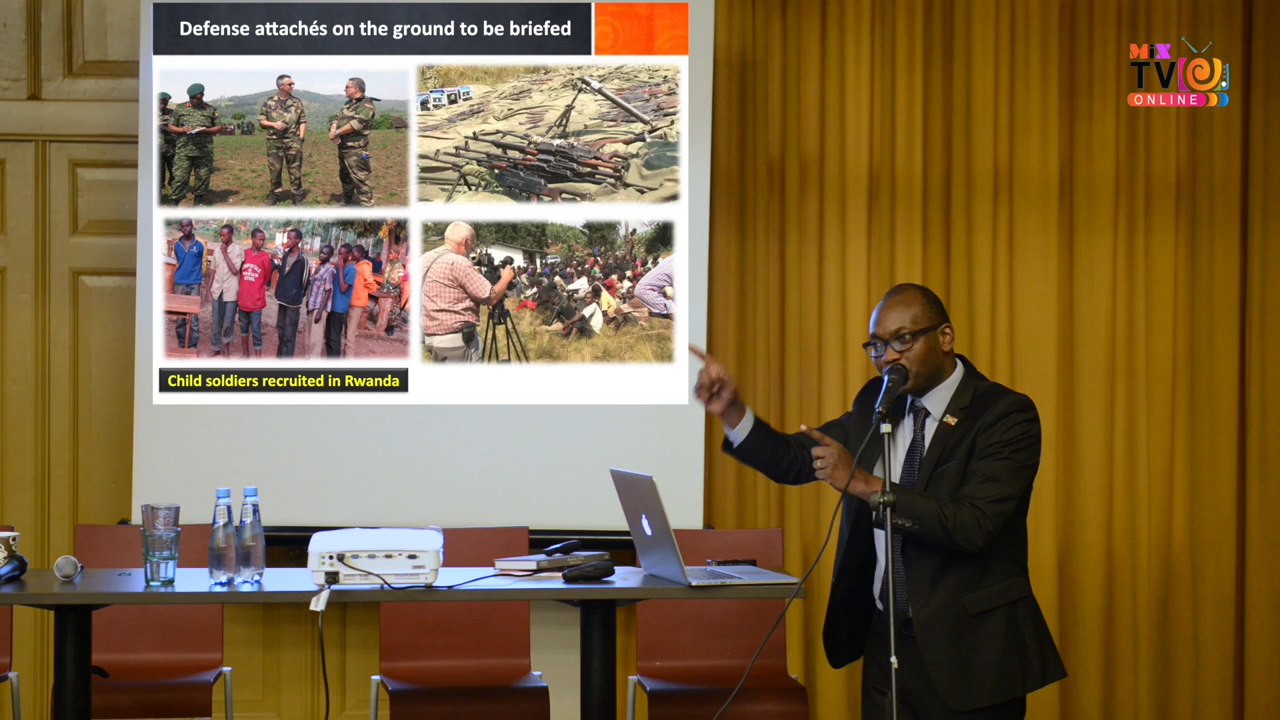 Defense attachés on the ground to be briefed
MiX
TV
ONLINE
Child soldiers recruited in Rwanda